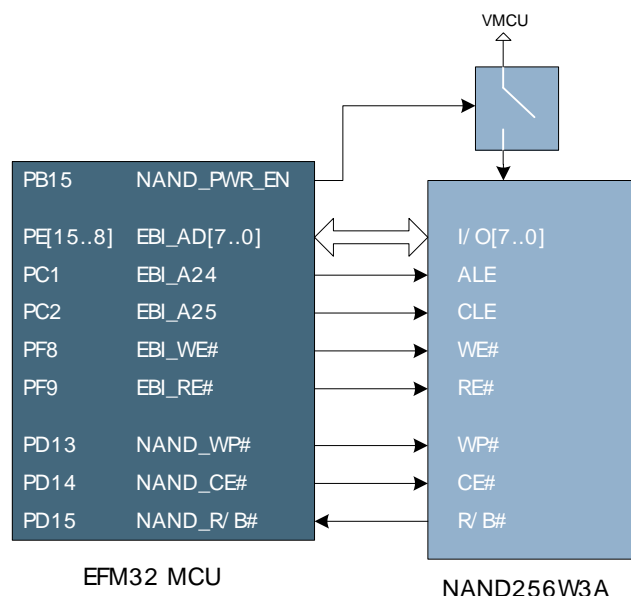 VMCU
PB15 NAND_PWR_EN
PE[15..8] EBI_AD[7..0] I/O[7..0]
PC1 EBI_A24 ALE
PC2 EBI_A25 CLE
PF8 EBI_WE# WE#
PF9 EBI_RE# RE#
PD13 NAND_WP# WP#
PD14 NAND_CE# CE#
PD15 NAND_R/B# R/B#
EFM32 MCU
NAND256W3A